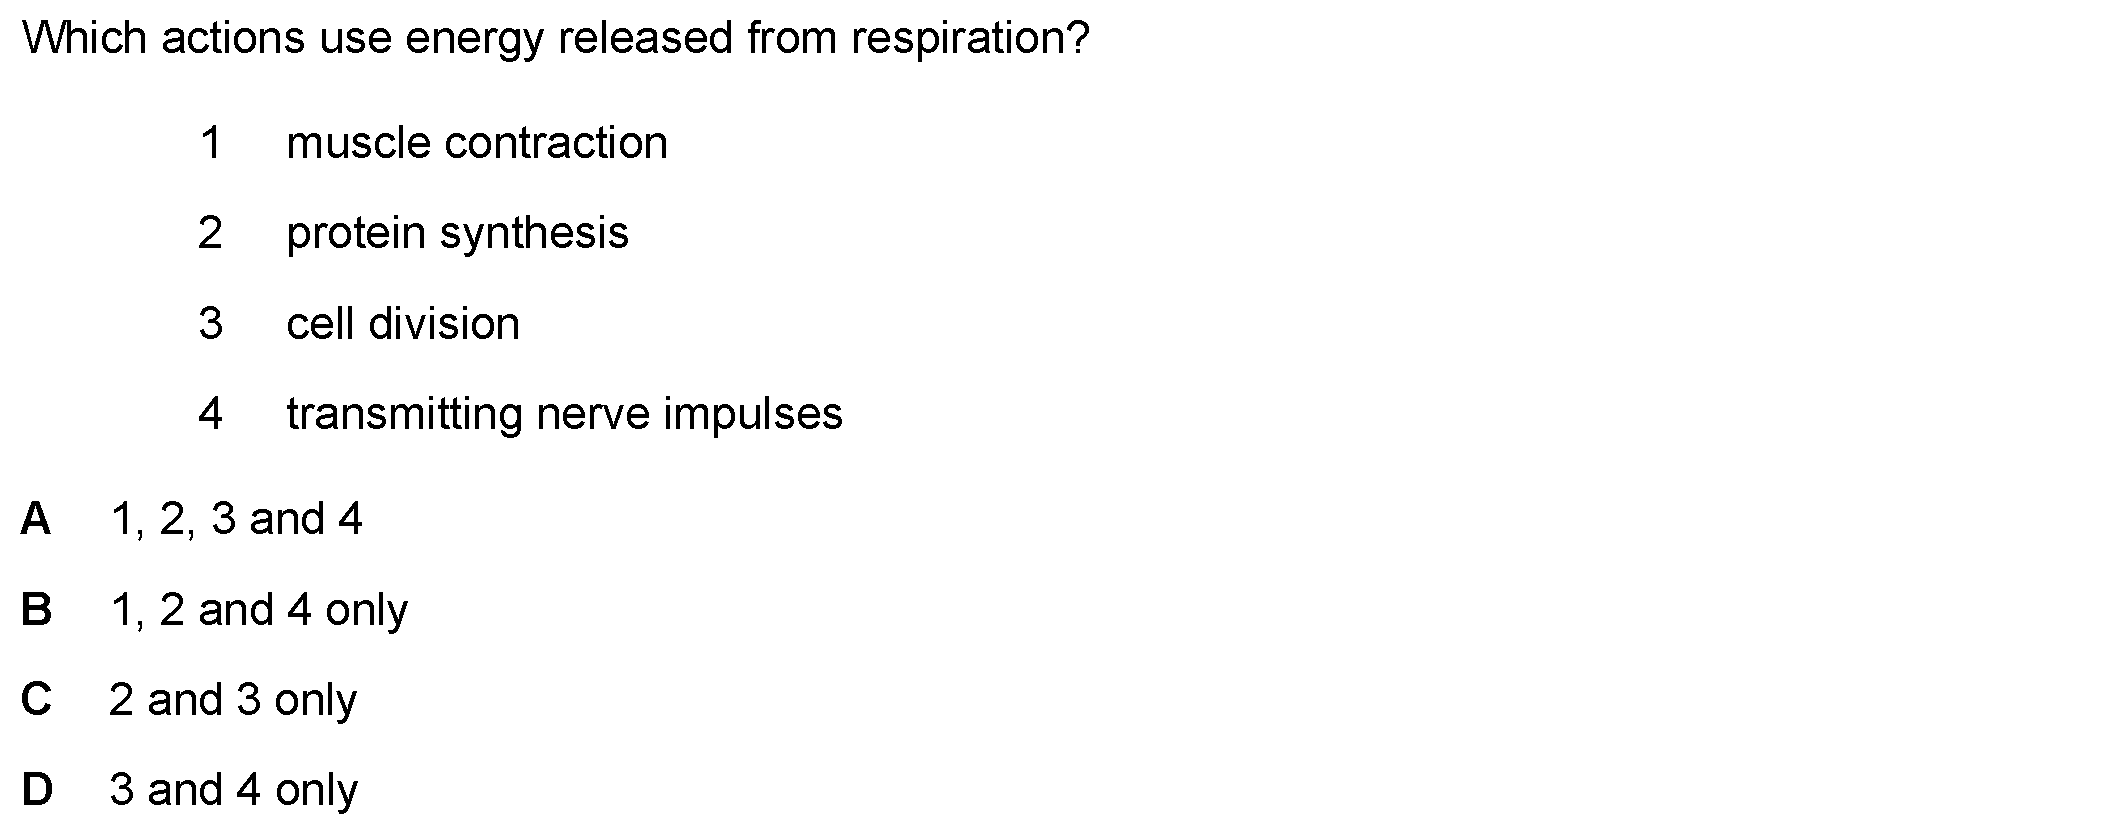 Which actions use energy released from respiration?
1 muscle contraction
2 protein synthesis
3 cell division
4 transmitting nerve impulses
A 1, 2, 3 and 4
B 1, 2 and 4 only
C 2 and 3 only
D 3 and 4 only